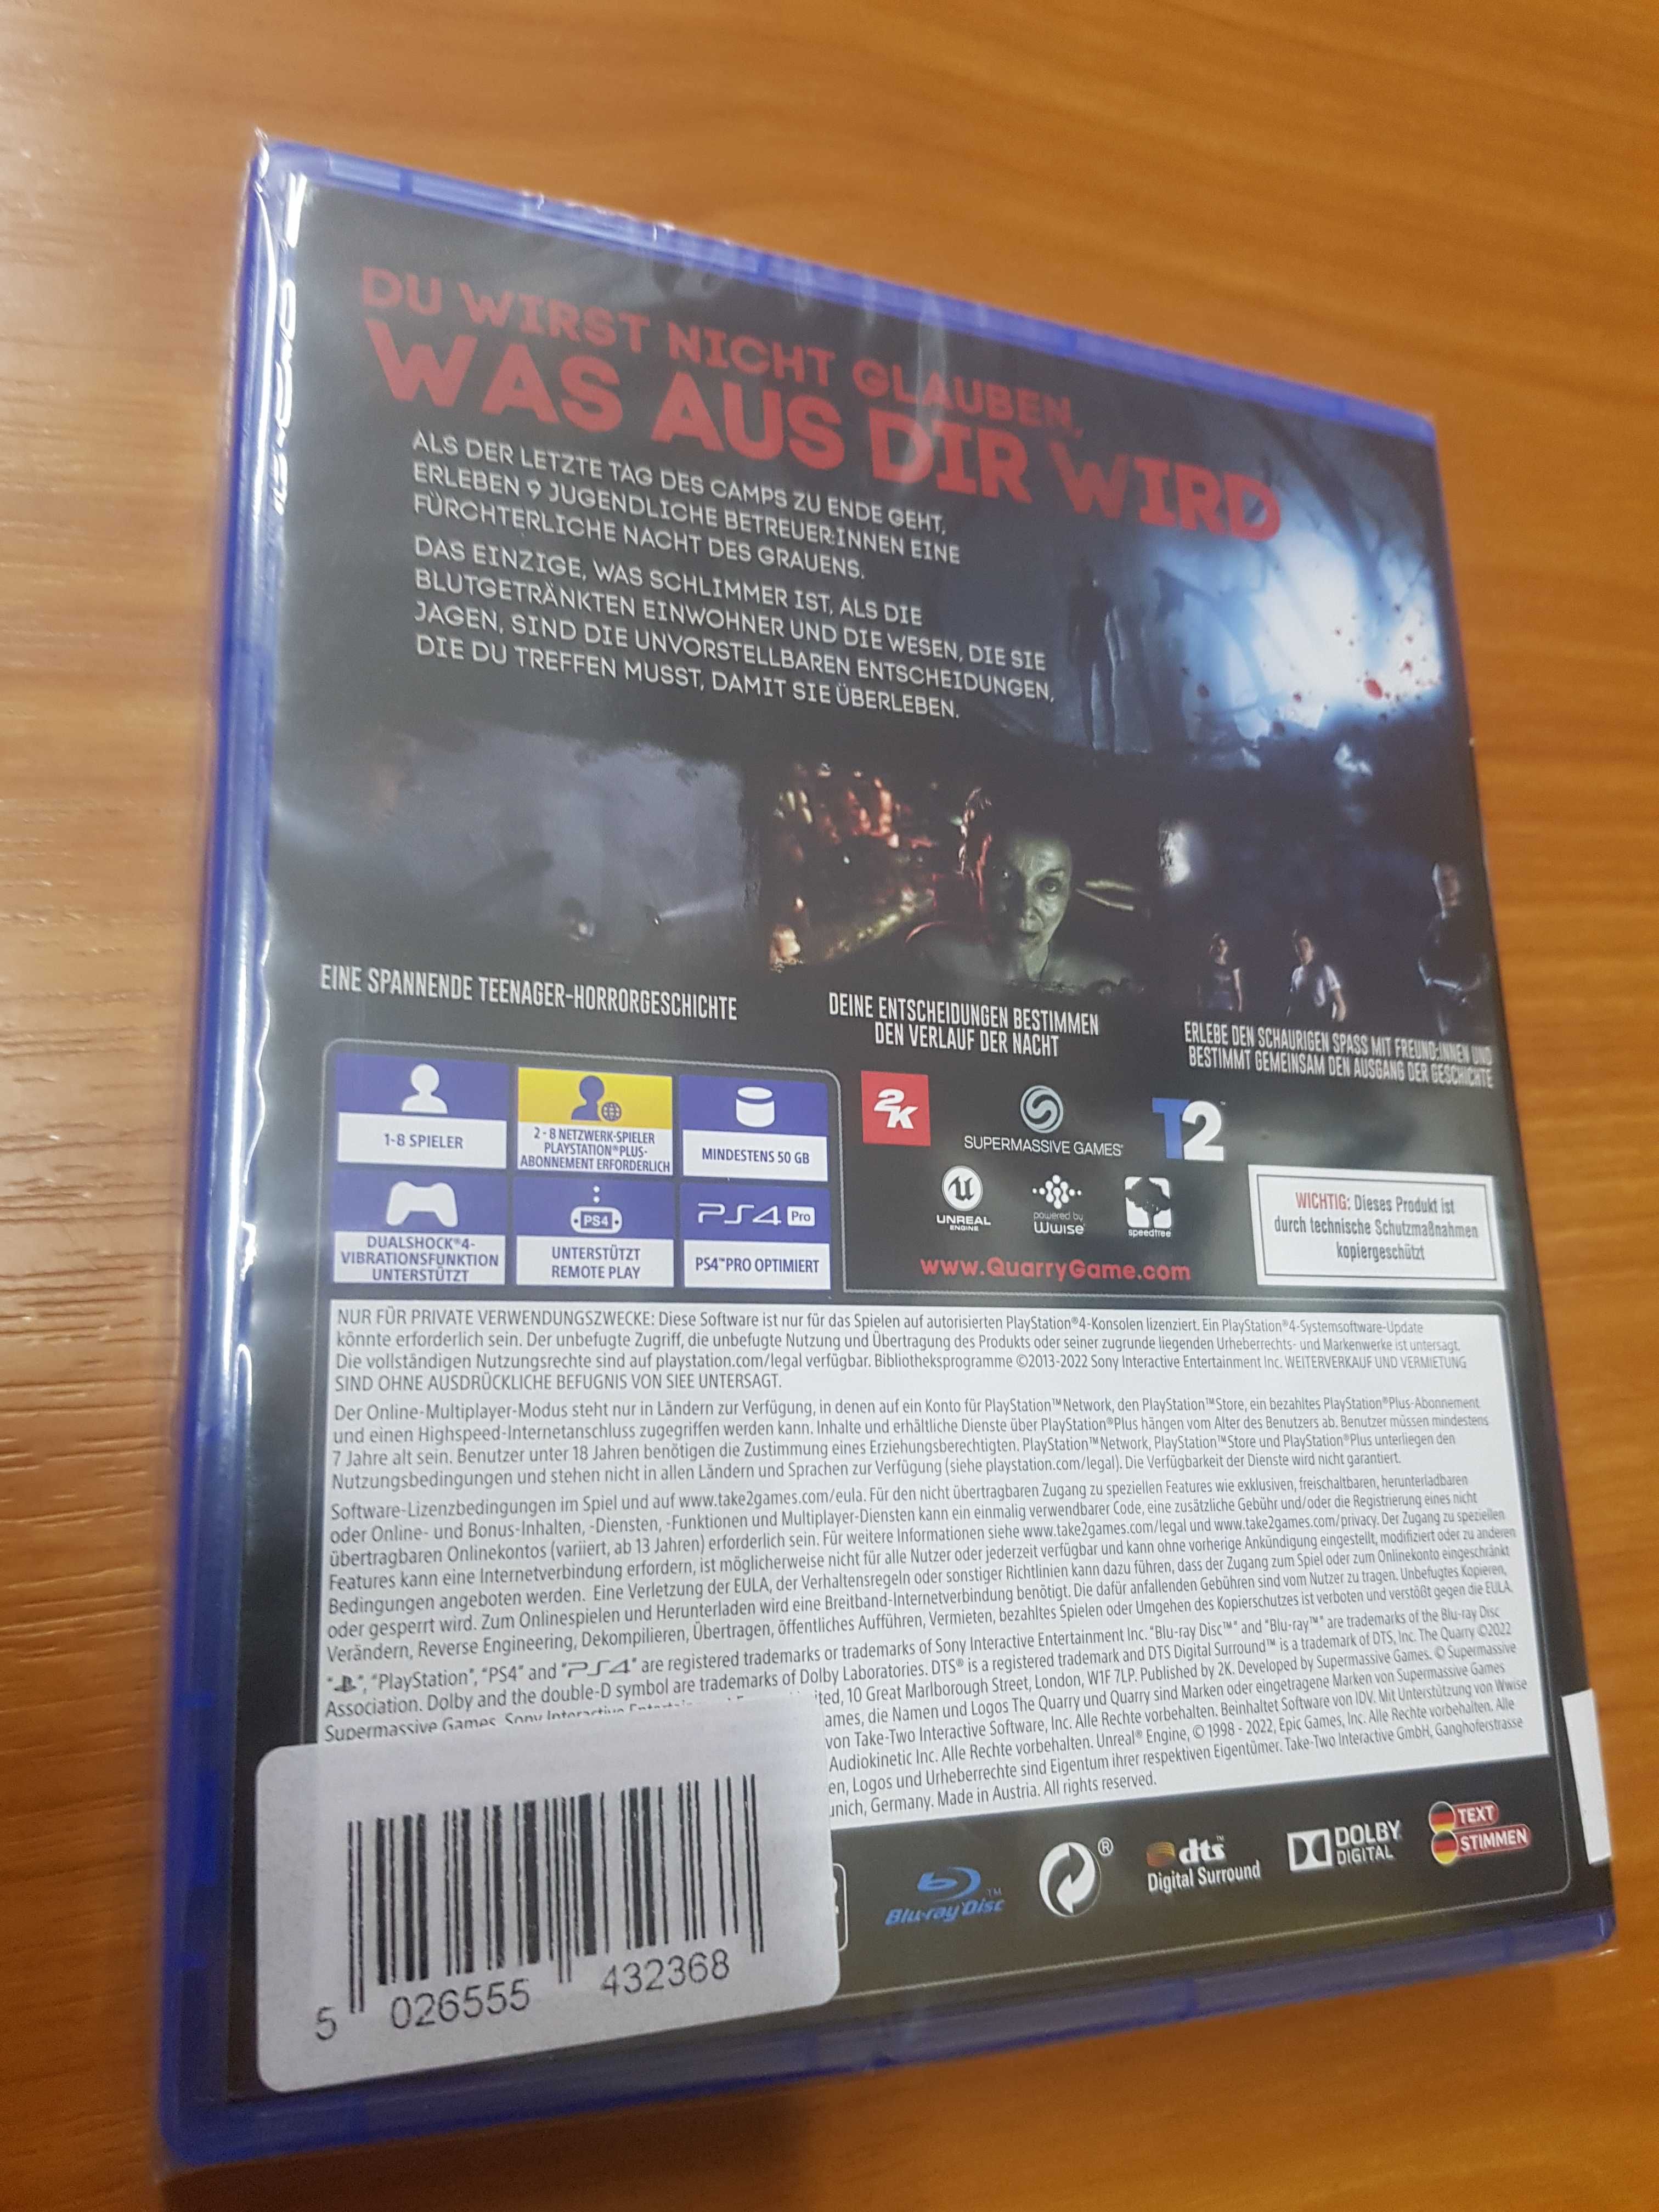 DU WIRST NICHT GLAUBEN,
WAS AUS DIR WIRD
ALS DER LETZTE TAG DES CAMPS ZU ENDE GEHT,
ERLEBEN 9 JUGENDLICHE BETREUER:INNEN EINE
FÜRCHTERLICHE NACHT DES GRAUENS.
DAS EINZIGE, WAS SCHLIMMER IST, ALS DIE
BLUTGETRÄNKTEN EINWOHNER UND DIE WESEN, DIE SIE
JAGEN, SIND DIE UNVORSTELLBAREN ENTSCHEIDUNGEN,
DIE DU TREFFEN MUSST, DAMIT SIE ÜBERLEBEN.
EINE SPANNENDE TEENAGER-HORRORGESCHICHTE
DEINE ENTSCHEIDUNGEN BESTIMMEN
DEN VERLAUF DER NACHT
ERLEBE DEN SCHAURIGEN SPASS MIT FREUND:INNEN UND
BESTIMMT GEMEINSAM DEN AUSGANG DER GESCHICHTE
1-8 SPIELER
2 - 8 NETZWERK-SPIELER
PLAYSTATION®PLUS-
ABONNEMENT ERFORDERLICH
MINDESTENS 50 GB
DUALSHOCK®4-
VIBRATIONSFUNKTION
UNTERSTÜTZT
PS4
UNTERSTÜTZT
REMOTE PLAY
PS4 Pro
PS4™PRO OPTIMIERT
2K
SUPERMASSIVE GAMES
T2
UNREAL
ENGINE
powered by
Wwise
speedtree
www.QuarryGame.com
WICHTIG: Dieses Produkt ist
durch technische Schutzmaßnahmen
kopiergeschützt
NUR FÜR PRIVATE VERWENDUNGSZWECKE: Diese Software ist nur für das Spielen auf autorisierten PlayStation®4-Konsolen lizenziert. Ein PlayStation®4-Systemsoftware-Update
könnte erforderlich sein. Der unbefugte Zugriff, die unbefugte Nutzung und Übertragung des Produkts oder seiner zugrunde liegenden Urheberrechts- und Markenwerke ist untersagt.
Die vollständigen Nutzungsrechte sind auf playstation.com/legal verfügbar. Bibliotheksprogramme ©2013-2022 Sony Interactive Entertainment Inc. WEITERVERKAUF UND VERMIETUNG
SIND OHNE AUSDRÜCKLICHE BEFUGNIS VON SIEE UNTERSAGT.
Der Online-Multiplayer-Modus steht nur in Ländern zur Verfügung, in denen auf ein Konto für PlayStation™Network, den PlayStation™Store, ein bezahltes PlayStation®Plus-Abonnement
und einen Highspeed-Internetanschluss zugegriffen werden kann. Inhalte und erhältliche Dienste über PlayStation®Plus hängen vom Alter des Benutzers ab. Benutzer müssen mindestens
7 Jahre alt sein. Benutzer unter 18 Jahren benötigen die Zustimmung eines Erziehungsberechtigten. PlayStation™Network, PlayStation™Store und PlayStation®Plus unterliegen den
Nutzungsbedingungen und stehen nicht in allen Ländern und Sprachen zur Verfügung (siehe playstation.com/legal). Die Verfügbarkeit der Dienste wird nicht garantiert.
Software-Lizenzbedingungen im Spiel und auf www.take2games.com/eula. Für den nicht übertragbaren Zugang zu speziellen Features wie exklusiven, freischaltbaren, herunterladbaren
oder Online- und Bonus-Inhalten, -Diensten, -Funktionen und Multiplayer-Diensten kann ein einmalig verwendbarer Code, eine zusätzliche Gebühr und/oder die Registrierung eines nicht
übertragbaren Onlinekontos (variiert, ab 13 Jahren) erforderlich sein. Für weitere Informationen siehe www.take2games.com/legal und www.take2games.com/privacy. Der Zugang zu speziellen
Features kann eine Internetverbindung erfordern, ist möglicherweise nicht für alle Nutzer oder jederzeit verfügbar und kann ohne vorherige Ankündigung eingestellt, modifiziert oder zu anderen
Bedingungen angeboten werden. Eine Verletzung der EULA, der Verhaltensregeln oder sonstiger Richtlinien kann dazu führen, dass der Zugang zum Spiel oder zum Onlinekonto eingeschränkt
oder gesperrt wird. Zum Onlinespielen und Herunterladen wird eine Breitband-Internetverbindung benötigt. Die dafür anfallenden Gebühren sind vom Nutzer zu tragen. Unbefugtes Kopieren,
Verändern, Reverse Engineering, Dekompilieren, Übertragen, öffentliches Aufführen, Vermieten, bezahltes Spielen oder Umgehen des Kopierschutzes ist verboten und verstößt gegen die EULA.
" ", "PlayStation", "PS4" and "PS4" are registered trademarks or trademarks of Sony Interactive Entertainment Inc. "Blu-ray Disc™" and "Blu-ray™" are trademarks of the Blu-ray Disc
Association. Dolby and the double-D symbol are trademarks of Dolby Laboratories. DTS® is a registered trademark and DTS Digital Surround™ is a trademark of DTS, Inc. The Quarry ©2022
Supermassive Games. Sony Interactive ited, 10 Great Marlborough Street, London, W1F 7LP. Published by 2K. Developed by Supermassive Games. © Supermassive
ames, die Namen und Logos The Quarry und Quarry sind Marken oder eingetragene Marken von Supermassive Games
von Take-Two Interactive Software, Inc. Alle Rechte vorbehalten. Beinhaltet Software von IDV. Mit Unterstützung von Wwise
Audiokinetic Inc. Alle Rechte vorbehalten. Unreal® Engine, © 1998 - 2022, Epic Games, Inc. Alle Rechte vorbehalten. Alle
en, Logos und Urheberrechte sind Eigentum ihrer respektiven Eigentümer. Take-Two Interactive GmbH, Ganghoferstrasse
unich, Germany. Made in Austria. All rights reserved.
5 026555 432368
Blu-ray Disc™
®
dts
Digital Surround
DOLBY
DIGITAL
TEXT
STIMMEN